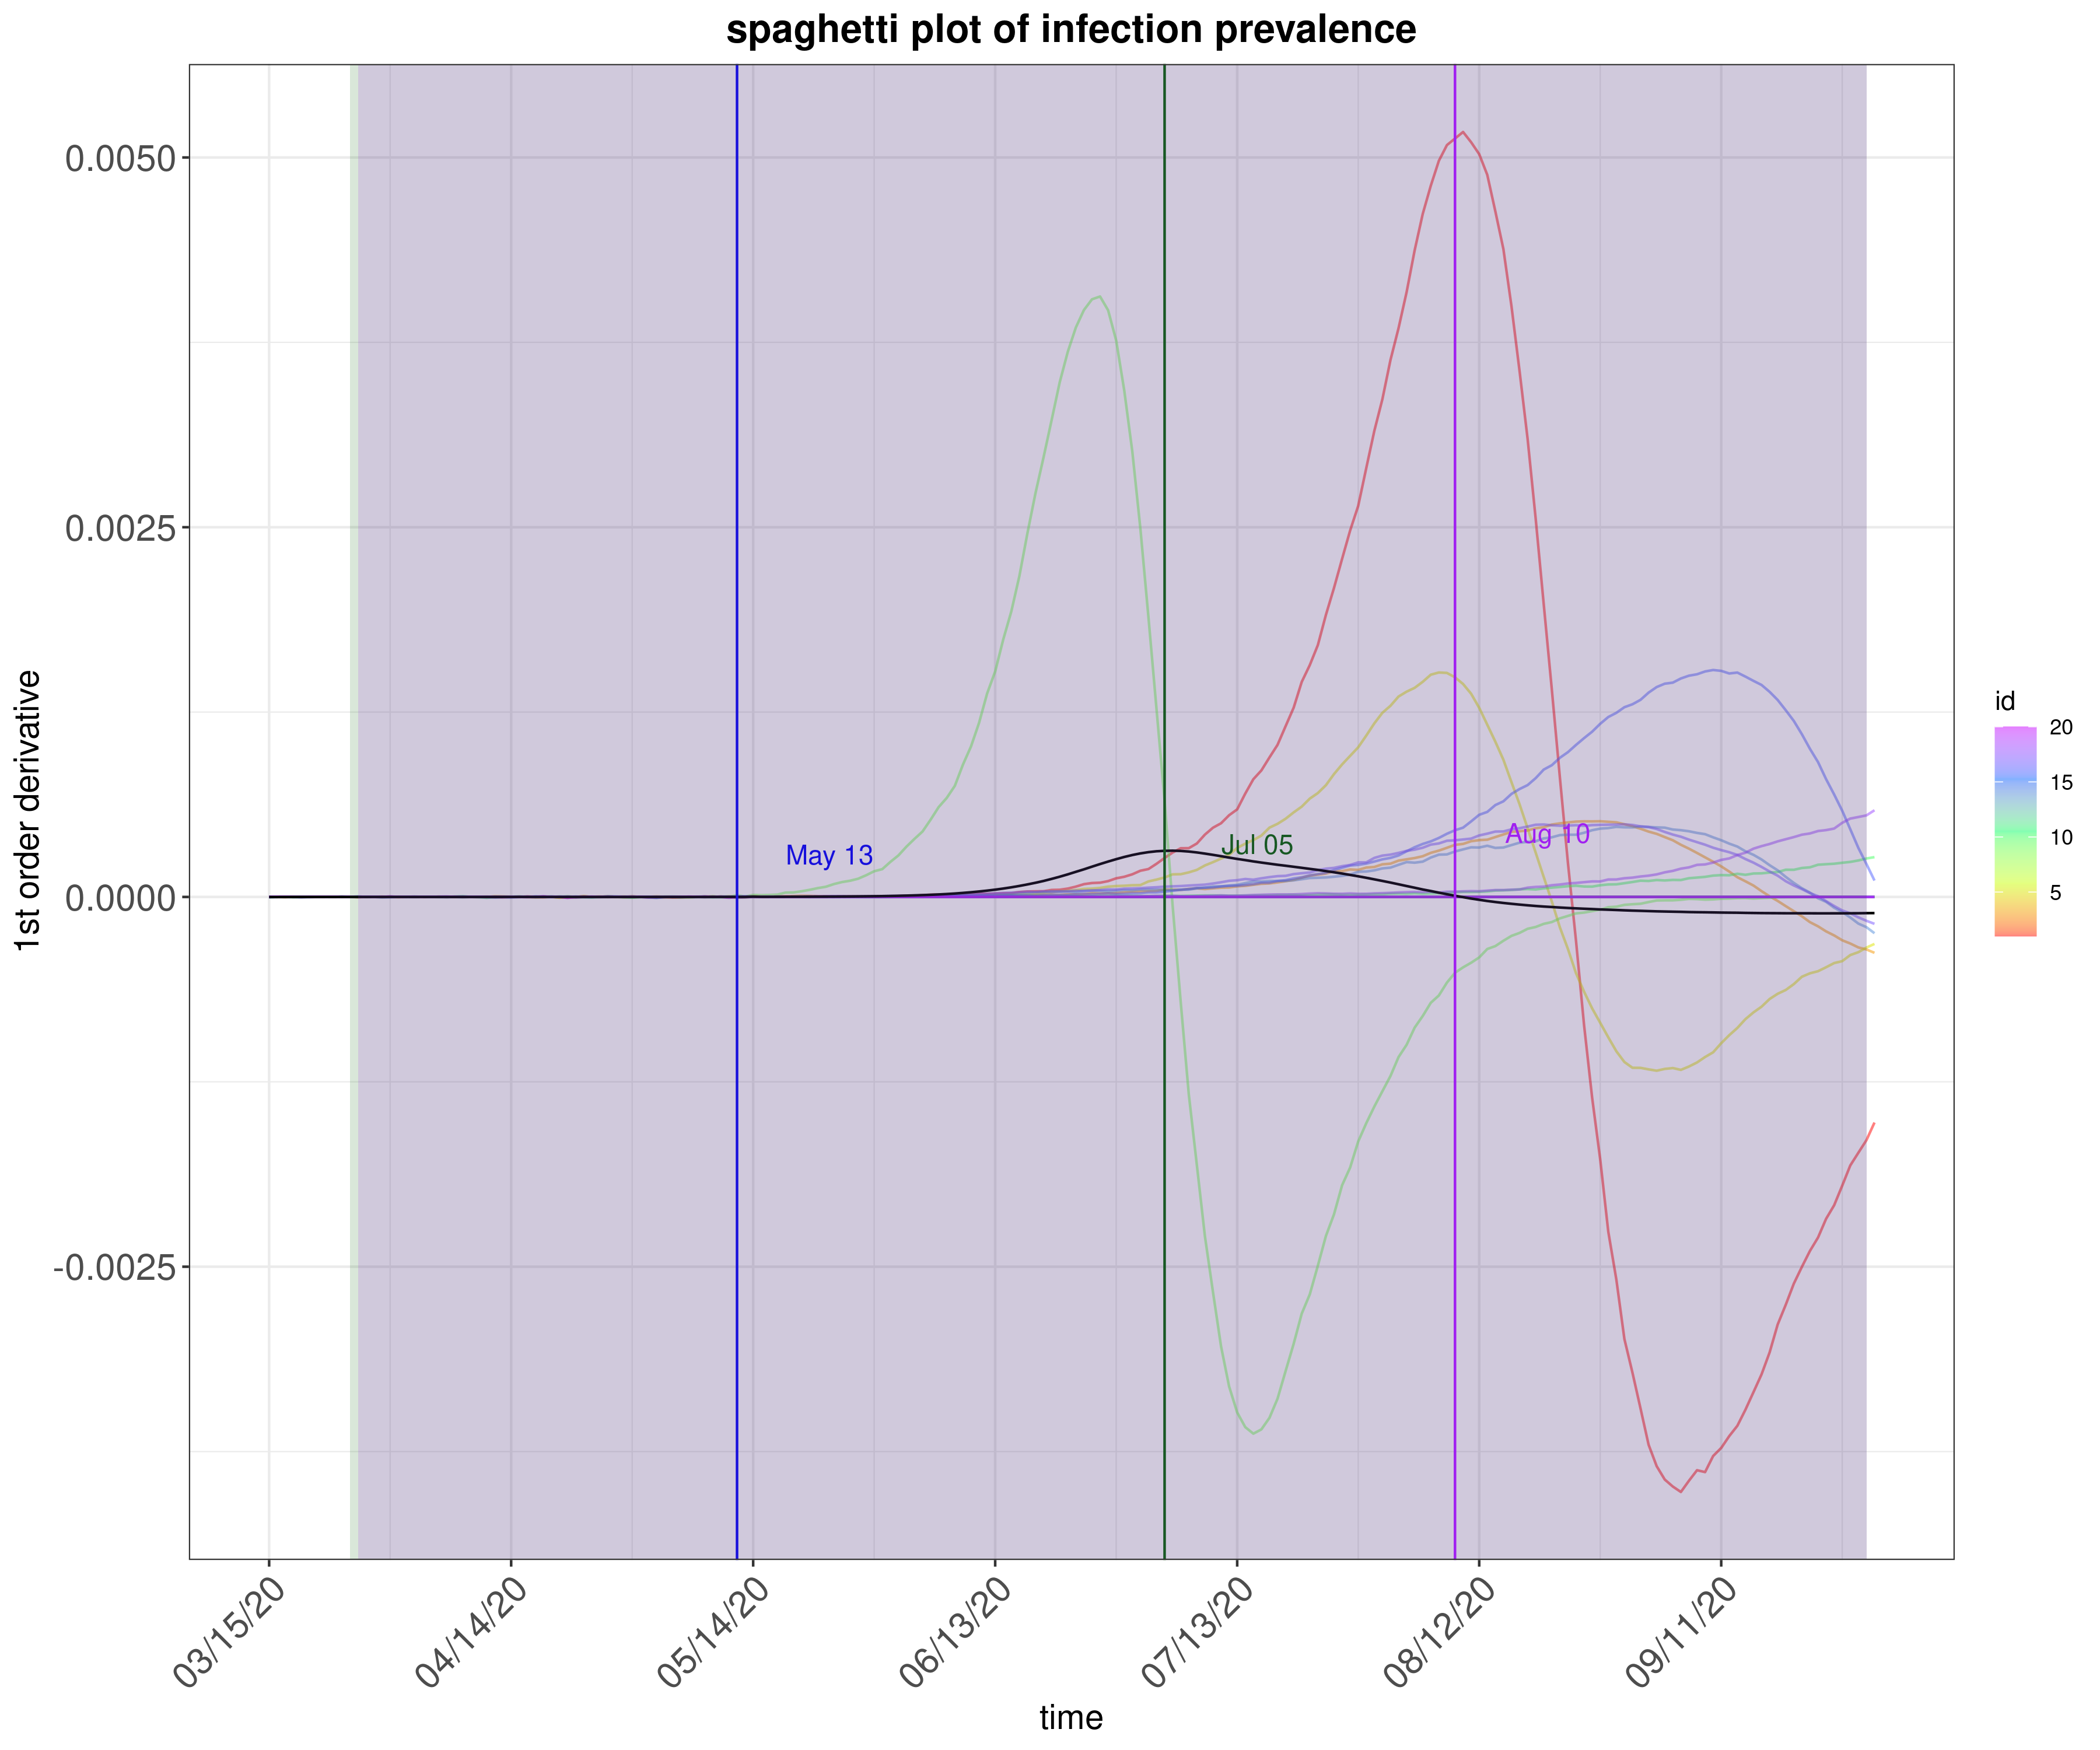 spaghetti plot of infection prevalence
1st order derivative
0.0050
0.0025
0.0000
-0.0025
May 13
Jul 05
Aug 10
id
20
15
10
5
03/15/20
04/14/20
05/14/20
06/13/20
07/13/20
08/12/20
09/11/20
time